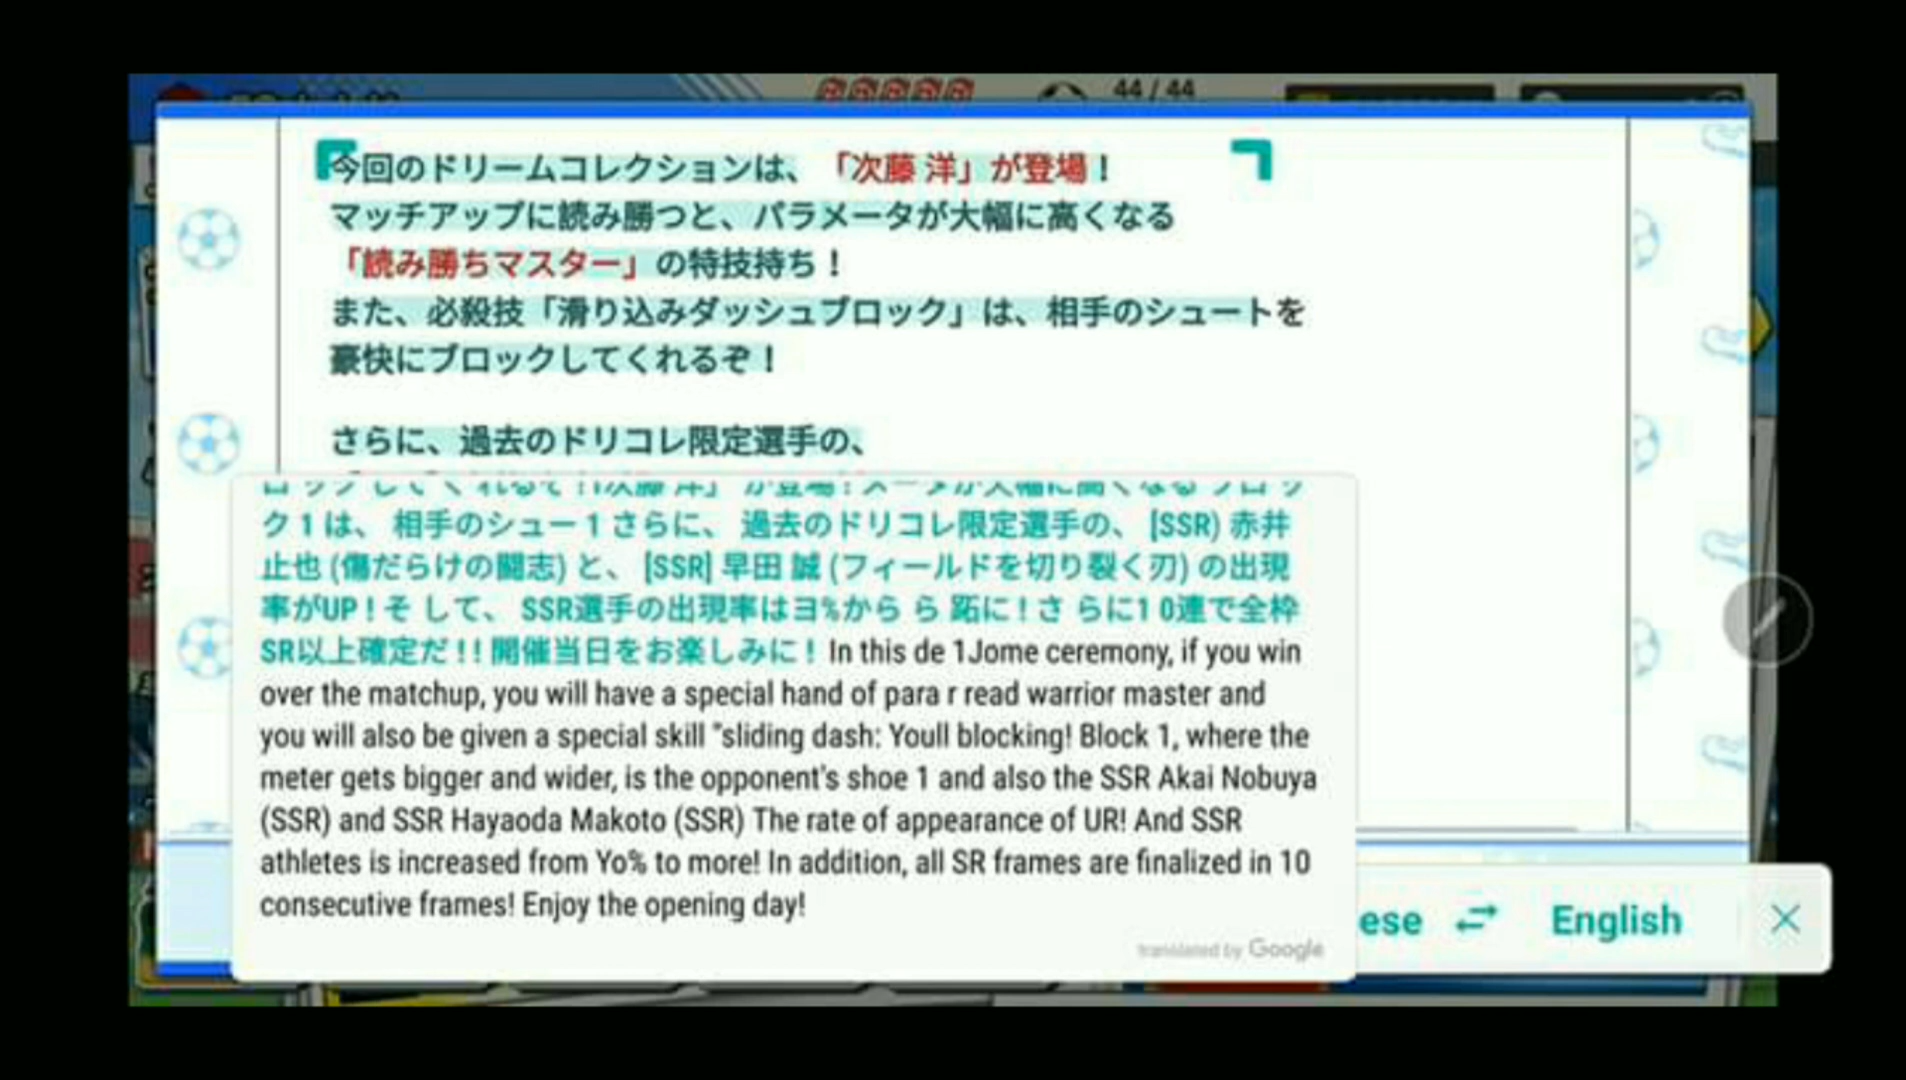 44/44
今回のドリームコレクションは、「次藤 洋」が登場！
マッチアップに読み勝つと、パラメータが大幅に高くなる
「読み勝ちマスター」の特技持ち！
また、必殺技「滑り込みダッシュブロック」は、相手のシュートを
豪快にブロックしてくれるぞ！
さらに、過去のドリコレ限定選手の、
ク1は、 相手のシュー1さらに、 過去のドリコレ限定選手の、 [SSR) 赤井
止也 (傷だらけの闘志) と、 [SSR] 早田 誠 (フィールドを切り裂く刃) の出現
率がUP！そ して、 SSR選手の出現率はヨ%から ら 跖に！さ らに1 0連で全枠
SR以上確定だ！！開催当日をお楽しみに！ In this de 1Jome ceremony, if you win
over the matchup, you will have a special hand of para r read warrior master and
you will also be given a special skill "sliding dash: Youll blocking! Block 1, where the
meter gets bigger and wider, is the opponent's shoe 1 and also the SSR Akai Nobuya
(SSR) and SSR Hayaoda Makoto (SSR) The rate of appearance of UR! And SSR
athletes is increased from Yo% to more! In addition, all SR frames are finalized in 10
consecutive frames! Enjoy the opening day!
translated by Google
ese English